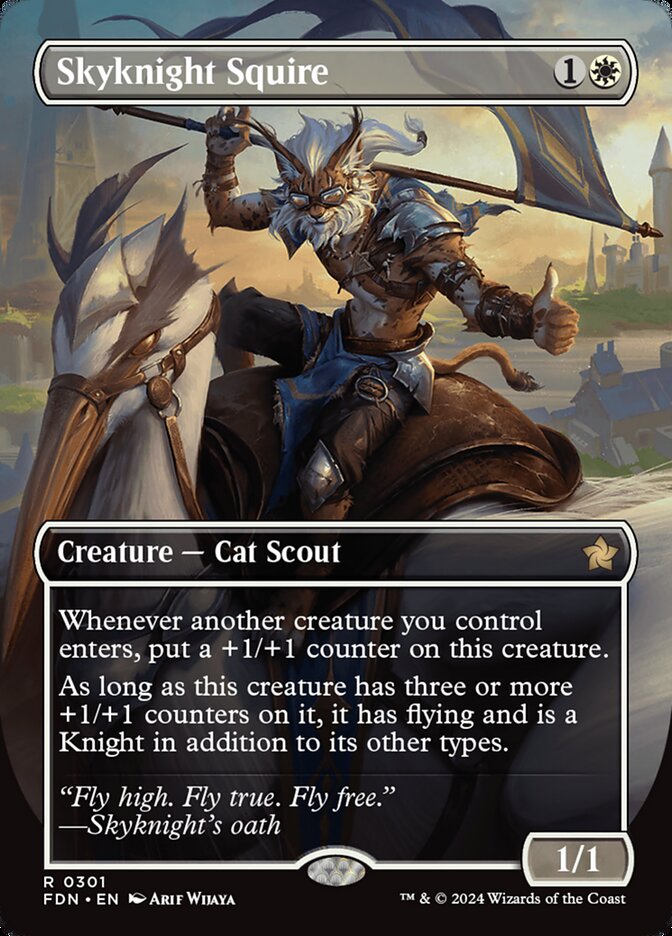 Skyknight Squire 1
Creature — Cat Scout
Whenever another creature you control
enters, put a +1/+1 counter on this creature.
As long as this creature has three or more
+1/+1 counters on it, it has flying and is a
Knight in addition to its other types.
“Fly high. Fly true. Fly free.”
—Skyknight's oath
1/1
R 0301
FDN • EN Arif Wijaya
™ & © 2024 Wizards of the Coast